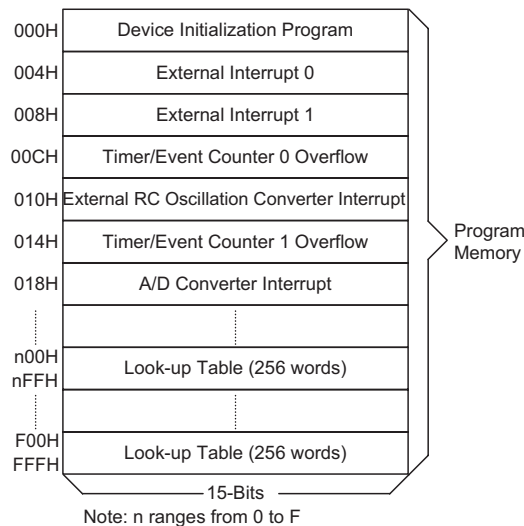 000H Device Initialization Program
004H External Interrupt 0
008H External Interrupt 1
00CH Timer/Event Counter 0 Overflow
010H External RC Oscillation Converter Interrupt
014H Timer/Event Counter 1 Overflow
018H A/D Converter Interrupt
Program
Memory
n00H
nFFH
Look-up Table (256 words)
F00H
FFFH
Look-up Table (256 words)
15-Bits
Note: n ranges from 0 to F